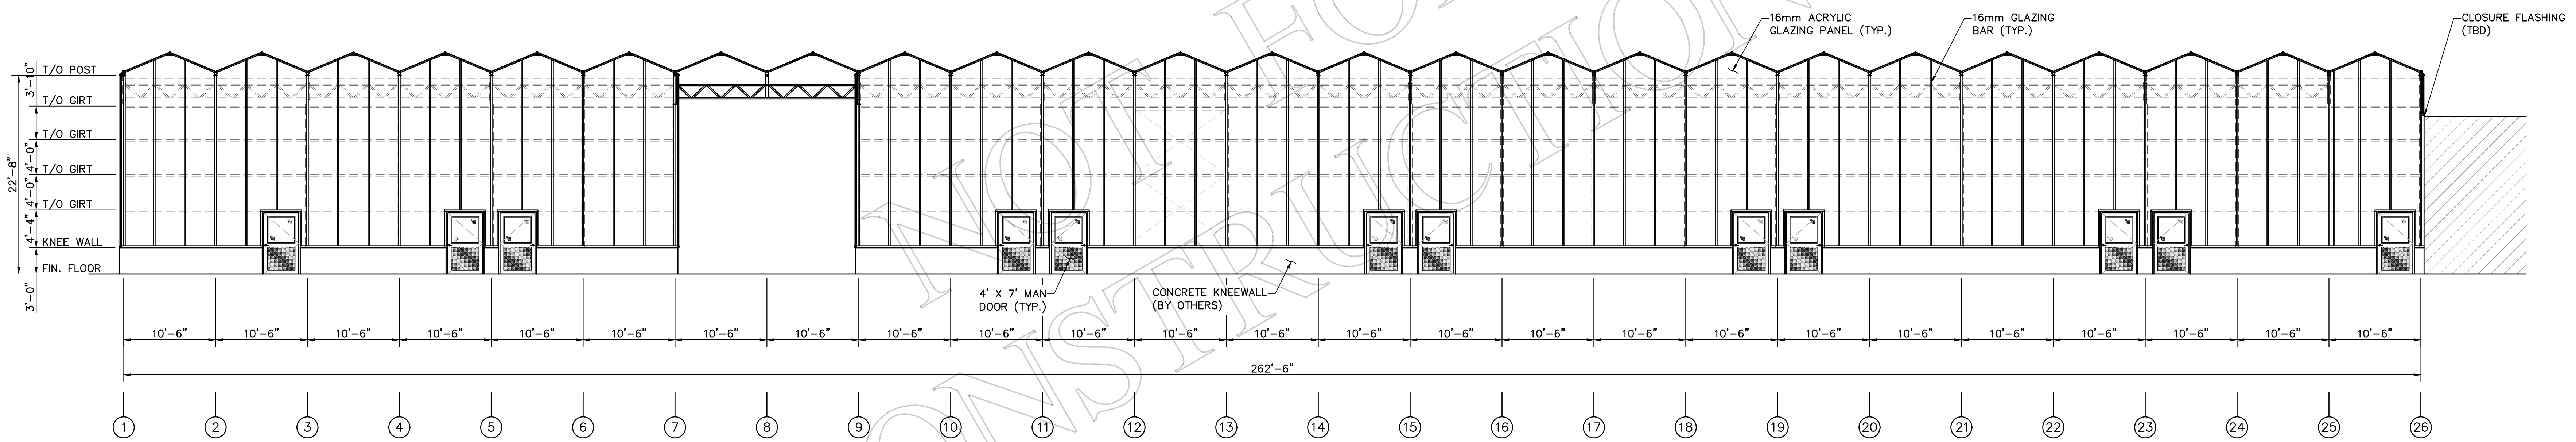 16mm ACRYLIC
GLAZING PANEL (TYP.)
16mm GLAZING
BAR (TYP.)
CLOSURE FLASHING
(TBD)
T/O POST
3'-10"
T/O GIRT
T/O GIRT
4'-0"
T/O GIRT
22'-8"
4'-0"
T/O GIRT
4'-4"
KNEE WALL
FIN. FLOOR
3'-0"
4' X 7' MAN
DOOR (TYP.)
CONCRETE KNEEWALL
(BY OTHERS)
10'-6" 10'-6" 10'-6" 10'-6" 10'-6" 10'-6" 10'-6" 10'-6" 10'-6" 10'-6" 10'-6" 10'-6" 10'-6" 10'-6" 10'-6" 10'-6" 10'-6" 10'-6" 10'-6" 10'-6" 10'-6" 10'-6" 10'-6" 10'-6" 10'-6"
262'-6"
1 2 3 4 5 6 7 8 9 10 11 12 13 14 15 16 17 18 19 20 21 22 23 24 25 26
NOT FO
ONSTRUCTION